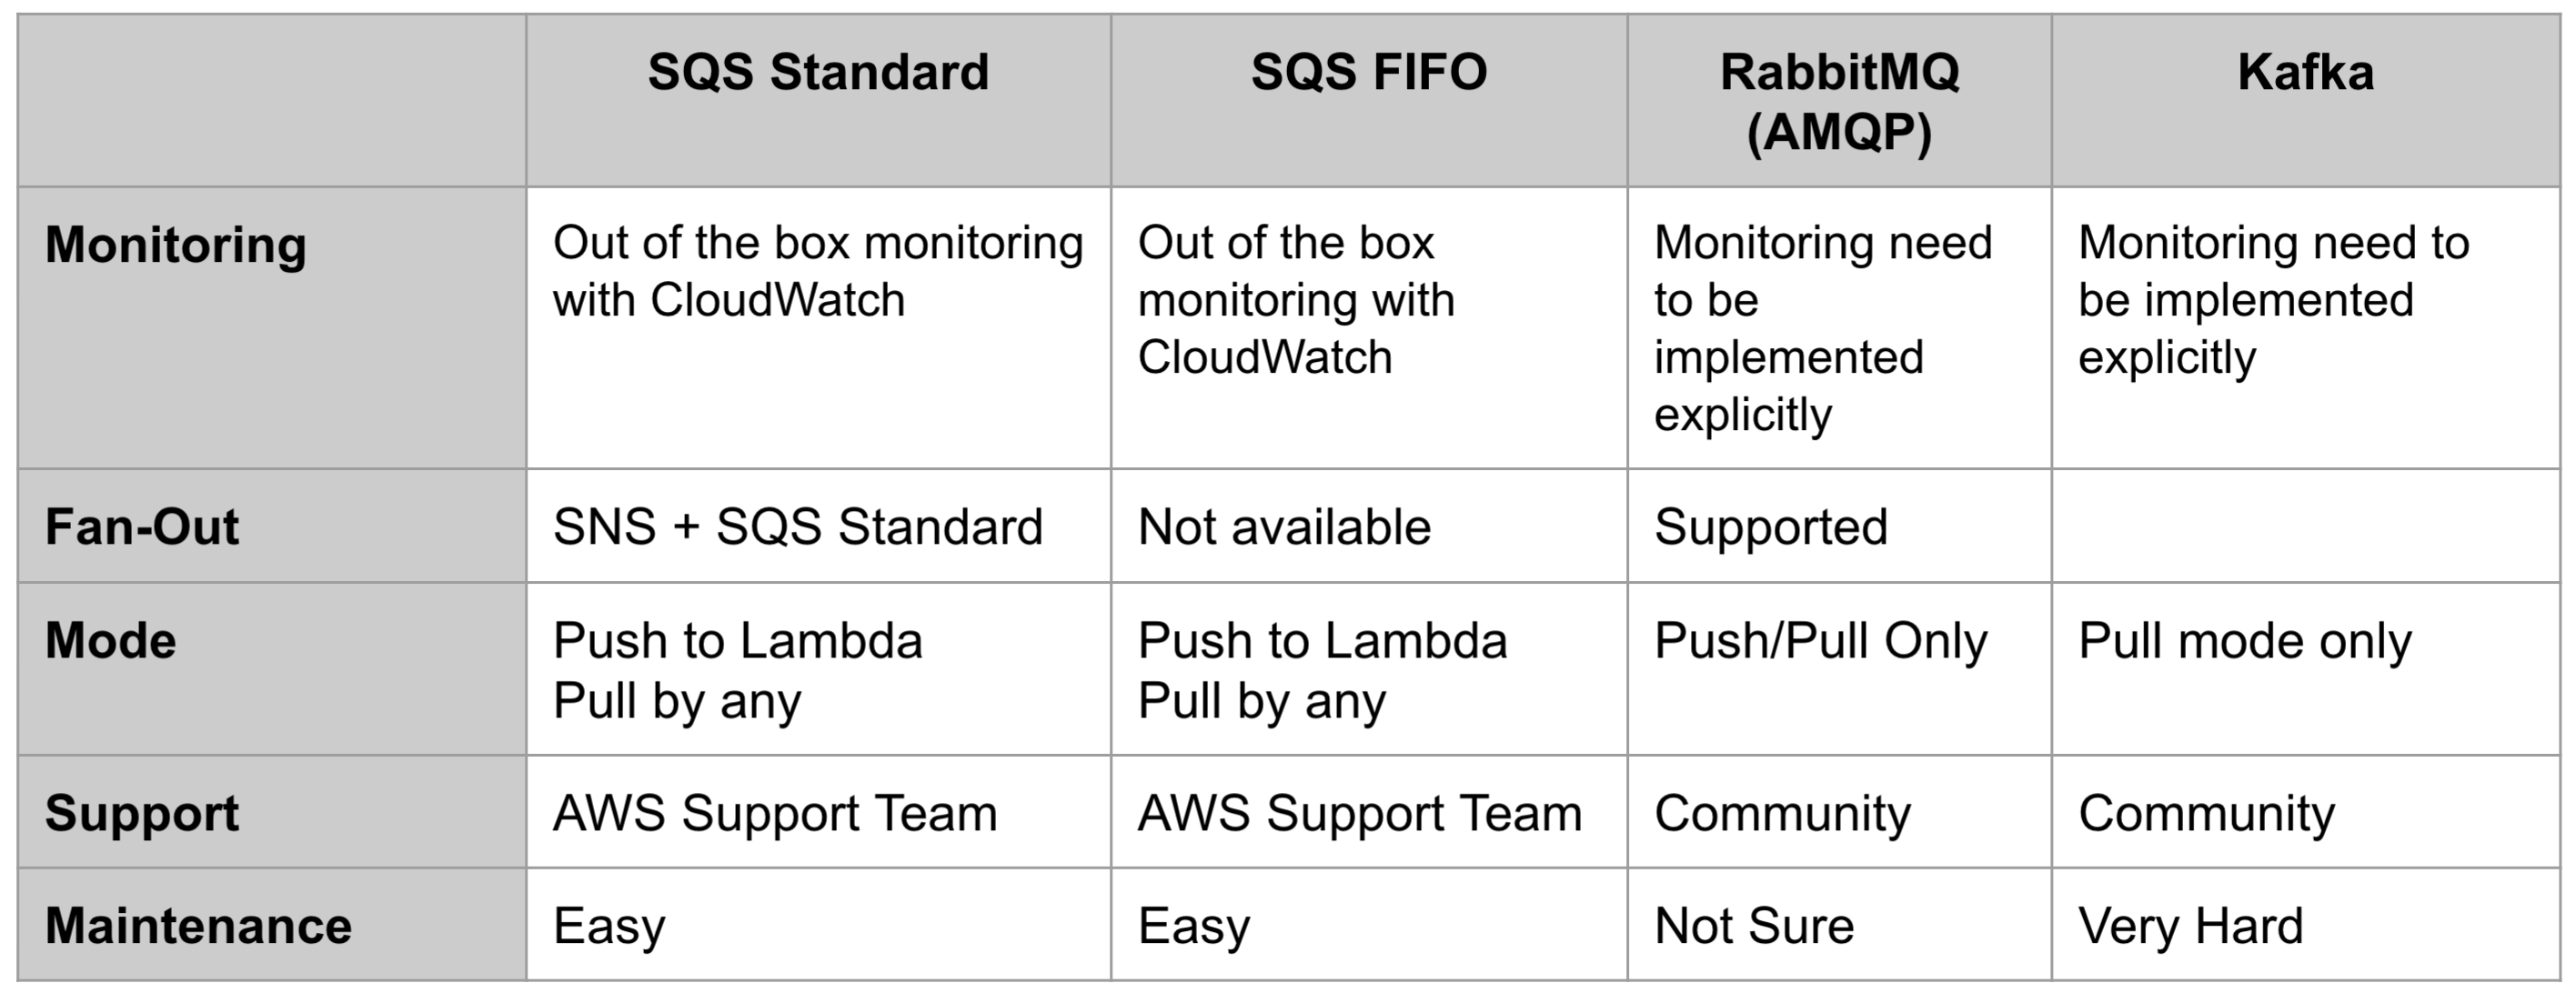 SQS Standard
SQS FIFO
RabbitMQ
(AMQP)
Kafka
Monitoring
Out of the box monitoring
with CloudWatch
Out of the box
monitoring with
CloudWatch
Monitoring need
to be
implemented
explicitly
Monitoring need to
be implemented
explicitly
Fan-Out
SNS + SQS Standard
Not available
Supported
Mode
Push to Lambda
Pull by any
Push to Lambda
Pull by any
Push/Pull Only
Pull mode only
Support
AWS Support Team
AWS Support Team
Community
Community
Maintenance
Easy
Easy
Not Sure
Very Hard